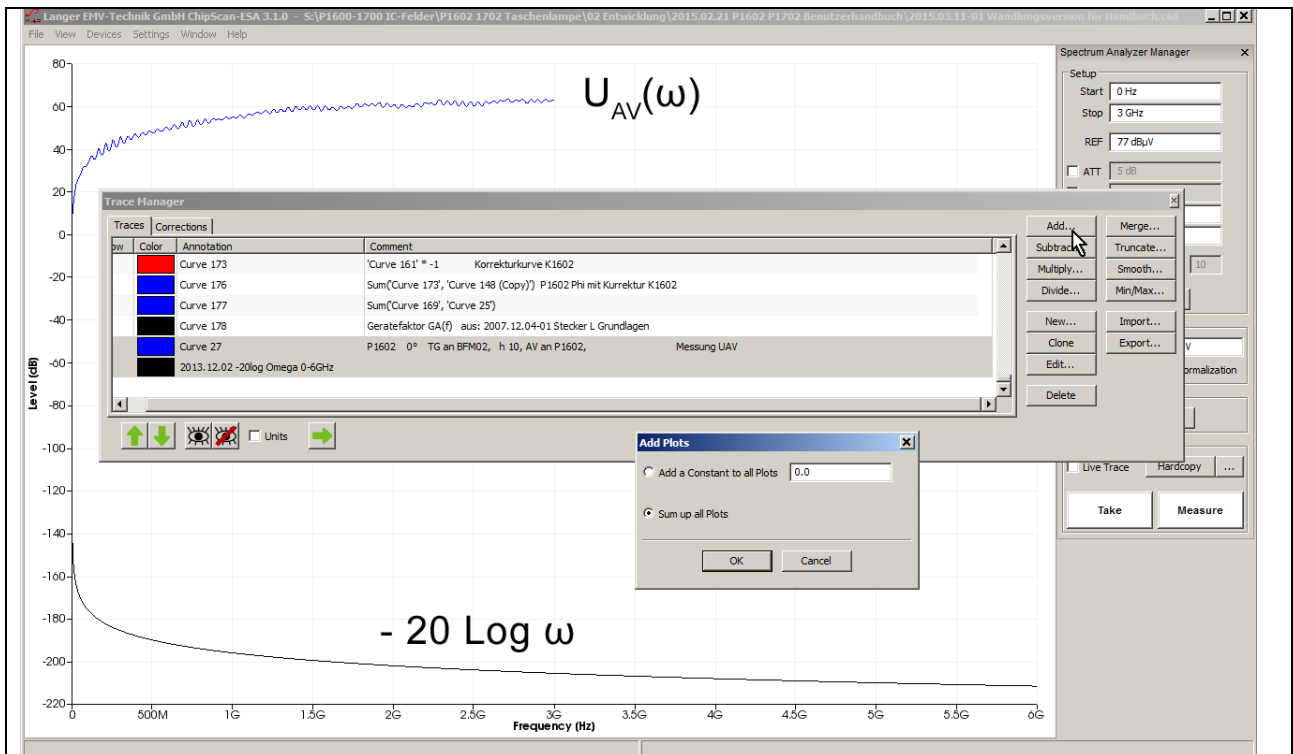 Langer EMV-Technik GmbH ChipScan-ESA 3.1.0 - S:\P1600-1700 IC-Felder\P1602 1702 Taschenlampe\02 Entwicklung\2015.02.21 P1602 P1702 Benutzerhandbuch\2015.03.11-01 Wandlungsversion für Handbuch.csd
File View Devices Settings Window Help
Spectrum Analyzer Manager
Setup
Start 0 Hz
Stop 3 GHz
REF 77 dBµV
ATT 5 dB
10
V
ormalization
Live Trace Hardcopy ...
Take Measure
Level (dB)
80
60
40
20
0
-20
-40
-60
-80
-100
-120
-140
-160
-180
-200
-220
U_AV(ω)
Trace Manager
Traces Corrections
ow Color Annotation Comment
Curve 173 'Curve 161' * -1 Korrekturkurve K1602
Curve 176 Sum('Curve 173', 'Curve 148 (Copy)') P1602 Phi mit Kurrektur K1602
Curve 177 Sum('Curve 169', 'Curve 25')
Curve 178 Geratefaktor GA(f) aus: 2007.12.04-01 Stecker L Grundlagen
Curve 27 P1602 0° TG an BFM02, h 10, AV an P1602, Messung UAV
2013.12.02 -20log Omega 0-6GHz
Units
Add... Merge...
Subtract... Truncate...
Multiply... Smooth...
Divide... Min/Max...
New... Import...
Clone Export...
Edit...
Delete
Add Plots
Add a Constant to all Plots 0.0
Sum up all Plots
OK Cancel
- 20 Log ω
0 500M 1G 1.5G 2G 2.5G 3G 3.5G 4G 4.5G 5G 5.5G 6G
Frequency (Hz)